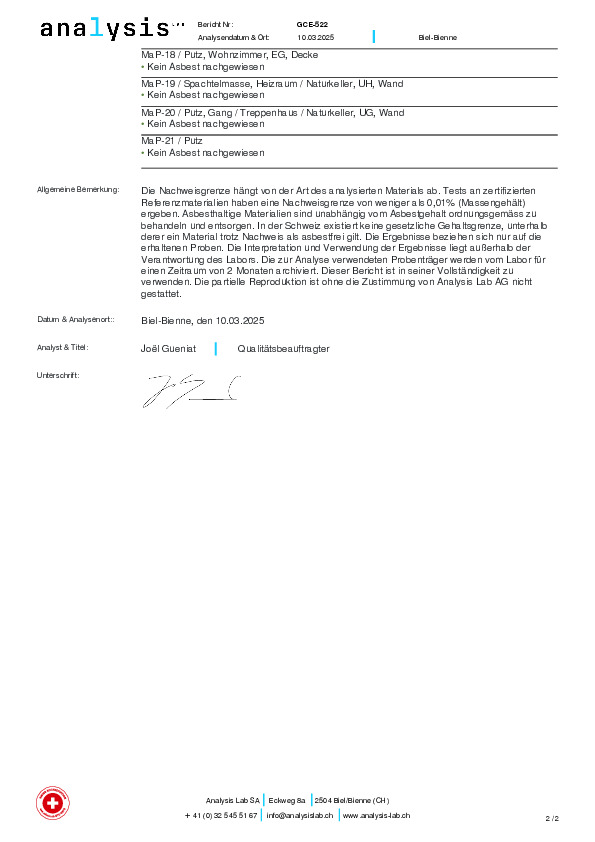 analysis
Bericht Nr: GCE-522
Analysendatum & Ort: 10.03.2025 Biel-Bienne
MaP-18 / Putz, Wohnzimmer, EG, Decke
• Kein Asbest nachgewiesen
MaP-19 / Spachtelmasse, Heizraum / Naturkeller, UH, Wand
• Kein Asbest nachgewiesen
MaP-20 / Putz, Gang / Treppenhaus / Naturkeller, UG, Wand
• Kein Asbest nachgewiesen
MaP-21 / Putz
• Kein Asbest nachgewiesen
Allgemeine Bemerkung:
Die Nachweisgrenze hängt von der Art des analysierten Materials ab. Tests an zertifizierten
Referenzmaterialien haben eine Nachweisgrenze von weniger als 0,01% (Massengehält)
ergeben. Asbesthaltige Materialien sind unabhängig vom Asbestgehalt ordnungsgemäss zu
behandeln und entsorgen. In der Schweiz existiert keine gesetzliche Gehaltsgrenze, unterhalb
derer ein Material trotz Nachweis als asbestfrei gilt. Die Ergebnisse beziehen sich nur auf die
erhaltenen Proben. Die Interpretation und Verwendung der Ergebnisse liegt außerhalb der
Verantwortung des Labors. Die zur Analyse verwendeten Probenträger werden vom Labor für
einen Zeitraum von 2 Monaten archiviert. Dieser Bericht ist in seiner Vollständigkeit zu
verwenden. Die partielle Reproduktion ist ohne die Zustimmung von Analysis Lab AG nicht
gestattet.
Datum & Analysenort:: Biel-Bienne, den 10.03.2025
Analyst & Titel: Joël Gueniat Qualitätsbeauftragter
Unterschrift:
Analysis Lab SA Eckweg 8a 2504 Biel/Bienne (CH)
+ 41 (0) 32 545 51 67 info@analysislab.ch www.analysis-lab.ch
2 / 2